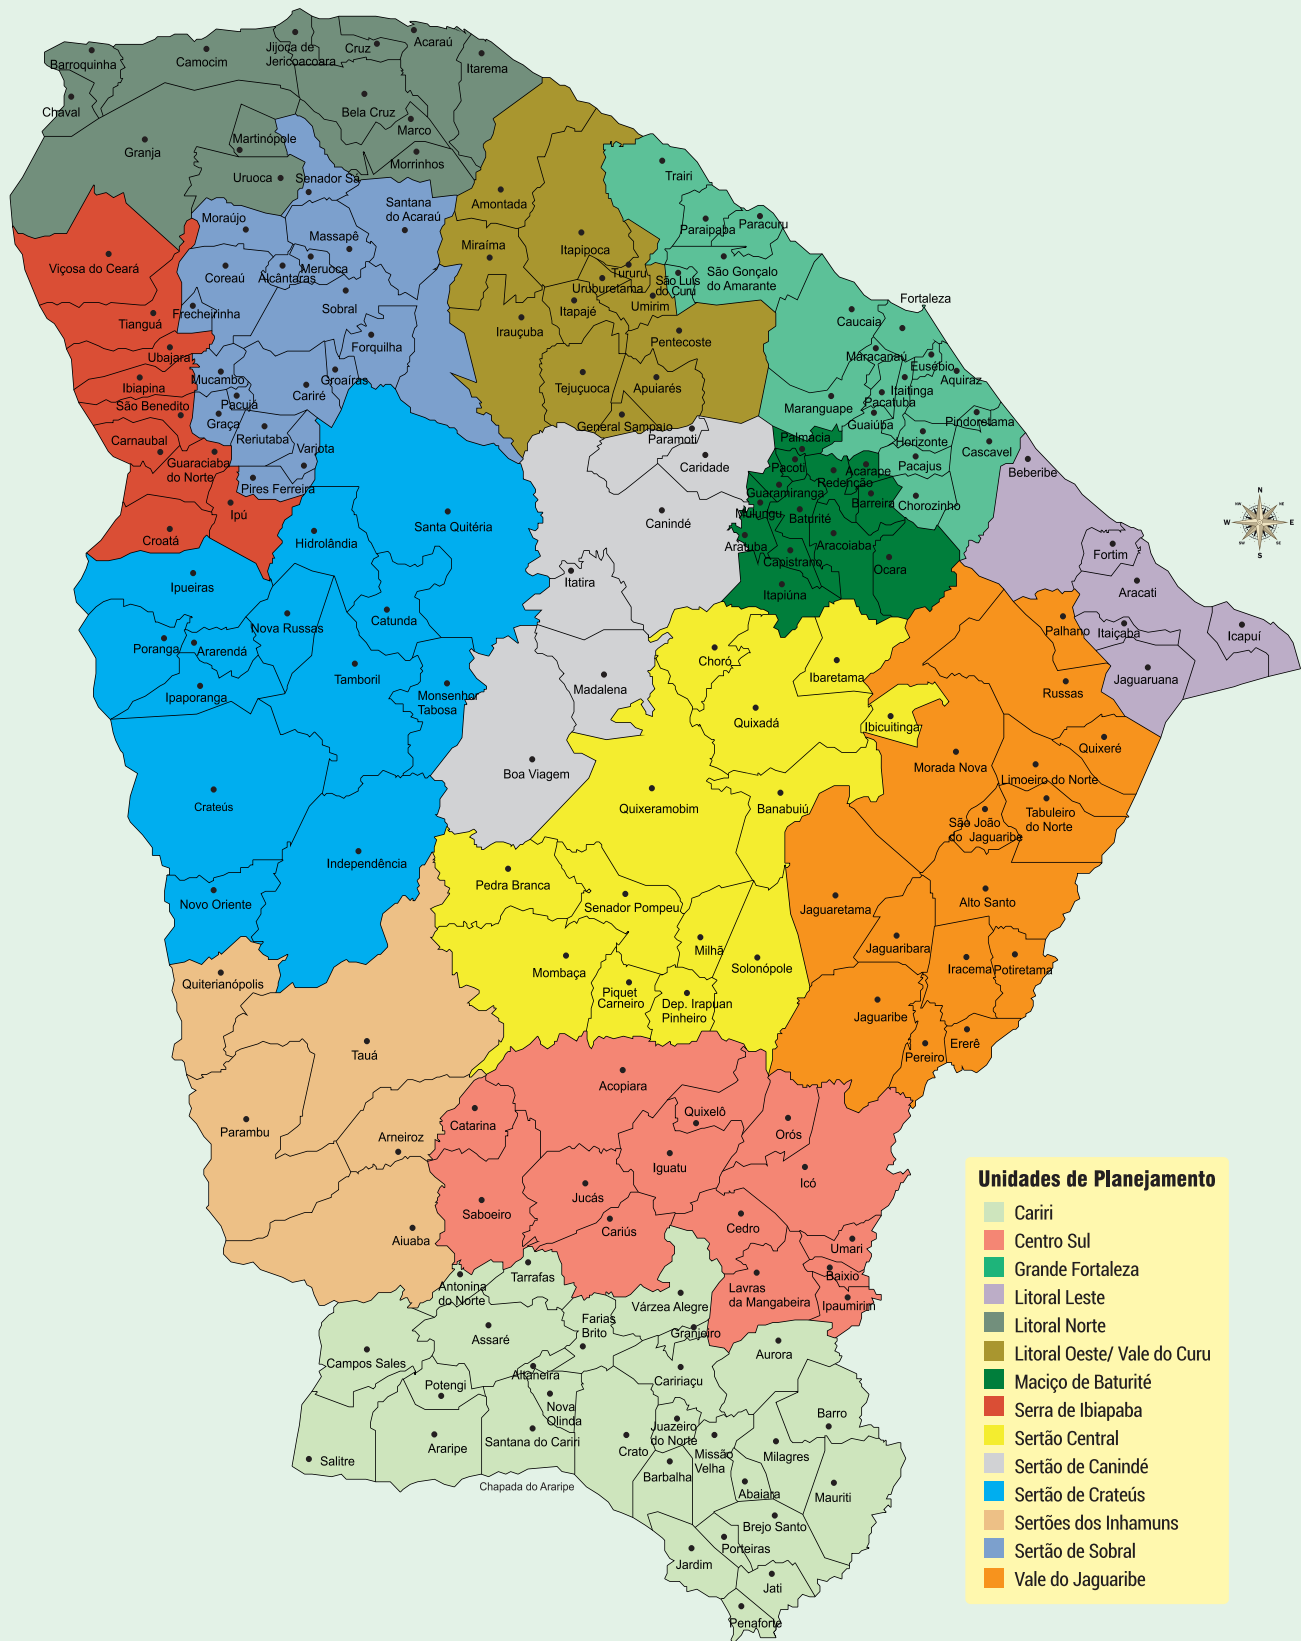 Barroquinha
Camocim
Jijoca de
Jericoacoara
Cruz
Acaraú
Itarema
Chaval
Bela Cruz
Marco
Granja
Martinópole
Morrinhos
Uruoca
Senador Sá
Moraújo
Santana
do Acaraú
Massapê
Amontada
Trairi
Paraipaba
Paracuru
Viçosa do Ceará
Coreaú
Alcântaras
Meruoca
Miraíma
Itapipoca
Tururu
Uruburetama
Umirim
São Luis
do Curu
São Gonçalo
do Amarante
Frecheirinha
Sobral
Tianguá
Forquilha
Irauçuba
Itapajé
Pentecoste
Caucaia
Fortaleza
Ubajara
Mucambo
Ibiapina
Cariré
Groaíras
Tejuçuoca
Apuiarés
Maracanaú
Eusébio
Itaitinga
Aquiraz
Pacatuba
Maranguape
São Benedito
Pacujá
Graça
Guaiúba
Pindoretama
General Sampaio
Carnaubal
Reriutaba
Varjota
Paramoti
Palmácia
Horizonte
Cascavel
Guaraciaba
do Norte
Caridade
Pacoti
Acarape
Redenção
Pacajus
Beberibe
Pires Ferreira
Guaramiranga
Barreira
Chorozinho
Ipú
Santa Quitéria
Canindé
Mulungu
Baturité
Croatá
Hidrolândia
Aratuba
Aracoiaba
Capistrano
Ocara
Fortim
Ipueiras
Itatira
Itapiúna
Aracati
Nova Russas
Catunda
Palhano
Itaiçaba
Icapuí
Poranga
Ararendá
Choró
Ibaretama
Ipaporanga
Tamboril
Monsenhor
Tabosa
Madalena
Russas
Jaguaruana
Quixadá
Ibicuitinga
Quixeré
Boa Viagem
Morada Nova
Limoeiro do Norte
Crateús
Quixeramobim
Banabuiú
São João
do Jaguaribe
Tabuleiro
do Norte
Independência
Pedra Branca
Novo Oriente
Senador Pompeu
Jaguaretama
Alto Santo
Milhã
Jaguaribara
Mombaça
Solonópole
Iracema
Potiretama
Quiterianópolis
Piquet
Carneiro
Dep. Irapuan
Pinheiro
Jaguaribe
Tauá
Pereiro
Ererê
Acopiara
Parambu
Arneiroz
Catarina
Quixelô
Orós
Iguatu
Icó
Saboeiro
Jucás
Aiuaba
Cariús
Cedro
Umari
Baixio
Antonina
do Norte
Tarrafas
Lavras
da Mangabeira
Ipaumirim
Várzea Alegre
Farias
Brito
Granjeiro
Assaré
Campos Sales
Aurora
Altaneira
Caririaçu
Potengi
Nova
Olinda
Barro
Juazeiro
do Norte
Araripe
Santana do Cariri
Crato
Missão
Velha
Milagres
Salitre
Barbalha
Chapada do Araripe
Abaiara
Mauriti
Brejo Santo
Porteiras
Jardim
Jati
Penaforte
N
NE
E
SE
S
SW
W
NW
Unidades de Planejamento
Cariri
Centro Sul
Grande Fortaleza
Litoral Leste
Litoral Norte
Litoral Oeste/ Vale do Curu
Maciço de Baturité
Serra de Ibiapaba
Sertão Central
Sertão de Canindé
Sertão de Crateús
Sertões dos Inhamuns
Sertão de Sobral
Vale do Jaguaribe